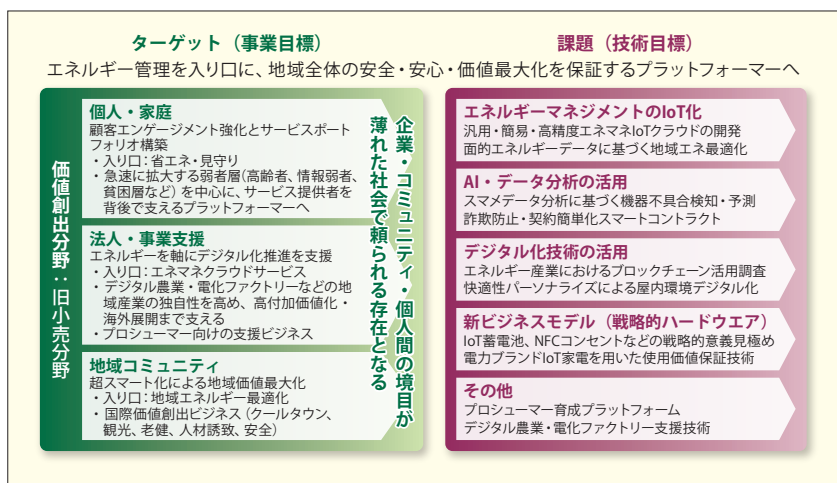 ターゲット（事業目標）
課題（技術目標）
エネルギー管理を入り口に、地域全体の安全・安心・価値最大化を保証するプラットフォーマーへ
価値創出分野：旧小売分野
個人・家庭
顧客エンゲージメント強化とサービスポート
フォリオ構築
・入り口：省エネ・見守り
・急速に拡大する弱者層（高齢者、情報弱者、
貧困層など）を中心に、サービス提供者を
背後で支えるプラットフォーマーへ
法人・事業支援
エネルギーを軸にデジタル化推進を支援
・入り口：エネマネクラウドサービス
・デジタル農業・電化ファクトリーなどの地
域産業の独自性を高め、高付加価値化・
海外展開まで支える
・プロシューマー向けの支援ビジネス
地域コミュニティ
超スマート化による地域価値最大化
・入り口：地域エネルギー最適化
・国際価値創出ビジネス（クールタウン、
観光、老健、人材誘致、安全）
企業・コミュニティ・個人間の境目が
薄れた社会で頼られる存在となる
エネルギーマネジメントのIoT化
汎用・簡易・高精度エネマネIoTクラウドの開発
面的エネルギーデータに基づく地域エネ最適化
AI・データ分析の活用
スマメデータ分析に基づく機器不具合検知・予測
詐欺防止・契約簡単化スマートコントラクト
デジタル化技術の活用
エネルギー産業におけるブロックチェーン活用調査
快適性パーソナライズによる屋内環境デジタル化
新ビジネスモデル（戦略的ハードウエア）
IoT蓄電池、NFCコンセントなどの戦略的意義見極め
電力ブランドIoT家電を用いた使用価値保証技術
その他
プロシューマー育成プラットフォーム
デジタル農業・電化ファクトリー支援技術